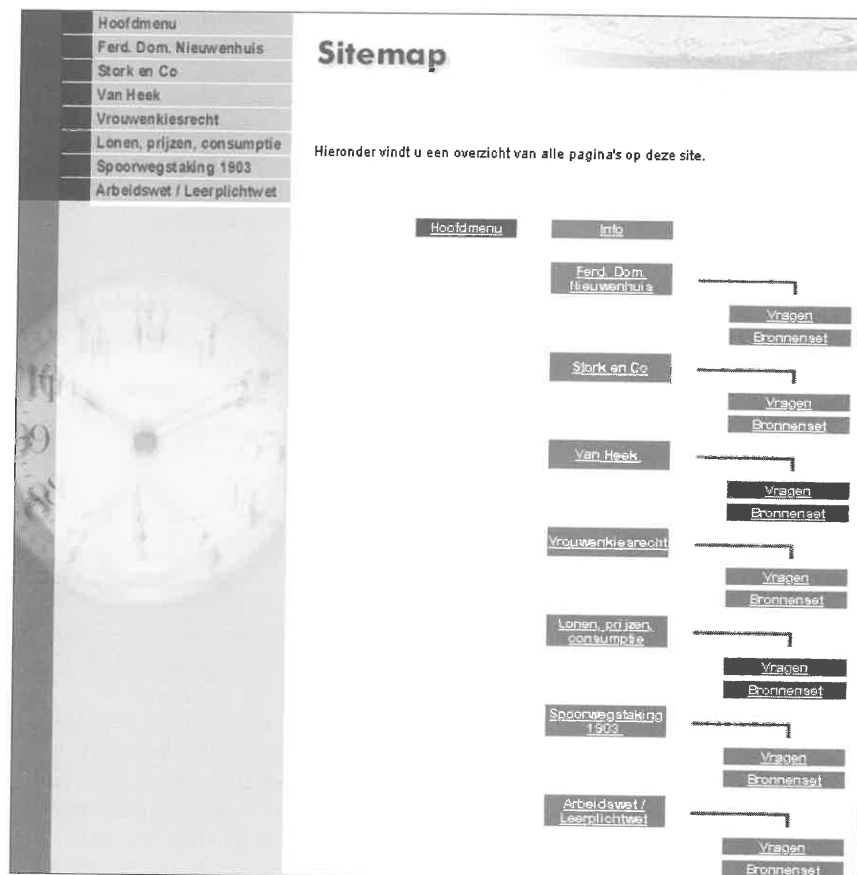 Hoofdmenu
Ferd. Dom. Nieuwenhuis
Stork en Co
Van Heek
Vrouwenkiesrecht
Lonen, prijzen, consumptie
Spoorwegstaking 1903
Arbeidswet / Leerplichtwet
Sitemap
Hieronder vindt u een overzicht van alle pagina's op deze site.
Hoofdmenu
Info
Ferd. Dom.
Nieuwenhuis
Vragen
Bronnenset
Stork en Co
Vragen
Bronnenset
Van Heek
Vragen
Bronnenset
Vrouwenkiesrecht
Vragen
Bronnenset
Lonen, prijzen,
consumptie
Vragen
Bronnenset
Spoorwegstaking
1903
Vragen
Bronnenset
Arbeidswet /
Leerplichtwet
Vragen
Bronnenset